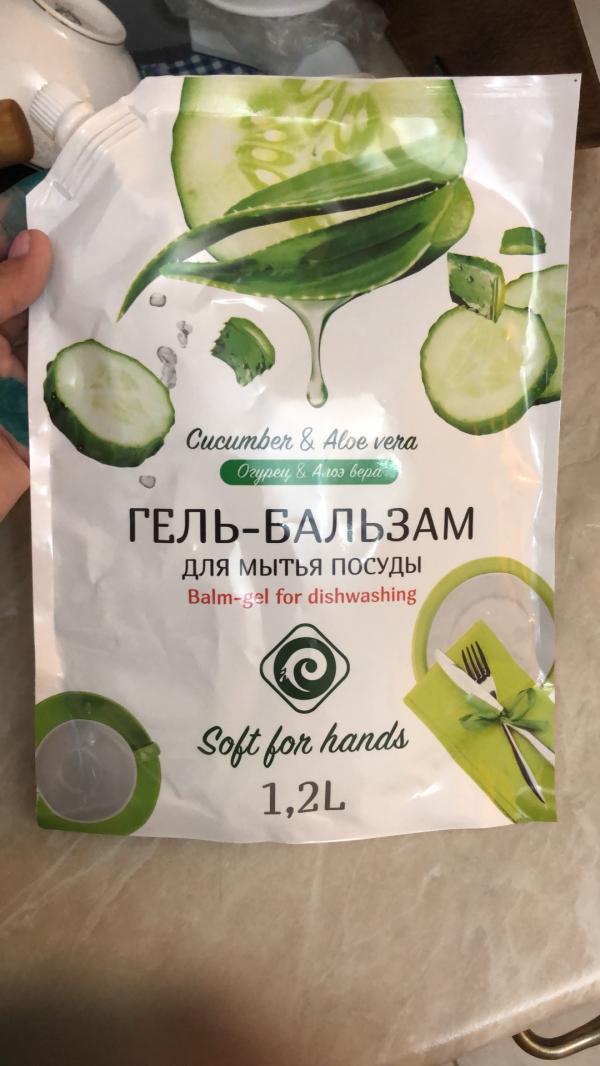 Cucumber & Aloe vera
Огурец & Алоэ вера
ГЕЛЬ-БАЛЬЗАМ
ДЛЯ МЫТЬЯ ПОСУДЫ
Balm-gel for dishwashing
Soft for hands
1,2L